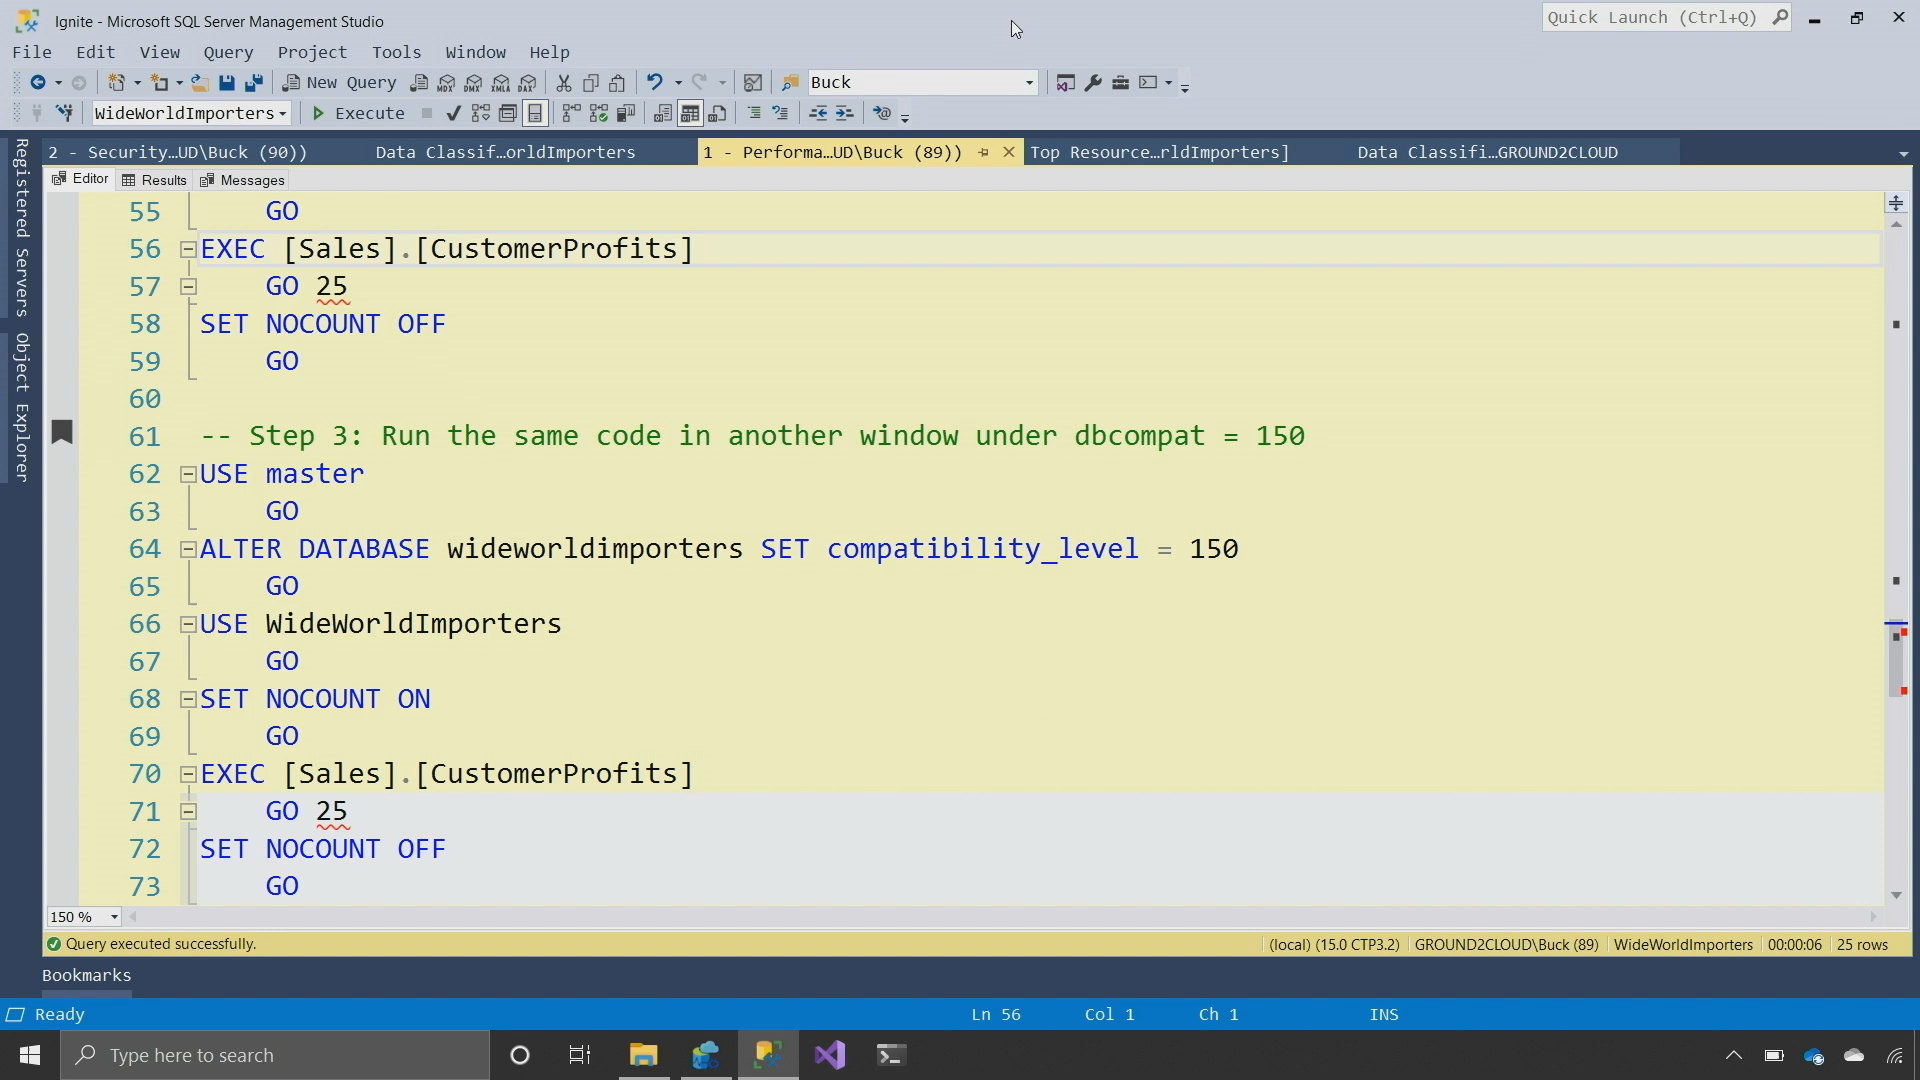 Ignite - Microsoft SQL Server Management Studio
Quick Launch (Ctrl+Q)
File Edit View Query Project Tools Window Help
New Query MDX DMX XMLA DAX Buck
WideWorldImporters Execute
2 - Security…UD\Buck (90)) Data Classif…orldImporters 1 - Performa…UD\Buck (89)) Top Resource…rldImporters] Data Classifi…GROUND2CLOUD
Registered Servers
Object Explorer
Editor Results Messages
55 GO
56 EXEC [Sales].[CustomerProfits]
57 GO 25
58 SET NOCOUNT OFF
59 GO
60
61 -- Step 3: Run the same code in another window under dbcompat = 150
62 USE master
63 GO
64 ALTER DATABASE wideworldimporters SET compatibility_level = 150
65 GO
66 USE WideWorldImporters
67 GO
68 SET NOCOUNT ON
69 GO
70 EXEC [Sales].[CustomerProfits]
71 GO 25
72 SET NOCOUNT OFF
73 GO
150 %
Query executed successfully. (local) (15.0 CTP3.2) GROUND2CLOUD\Buck (89) WideWorldImporters 00:00:06 25 rows
Bookmarks
Ready Ln 56 Col 1 Ch 1 INS
Type here to search